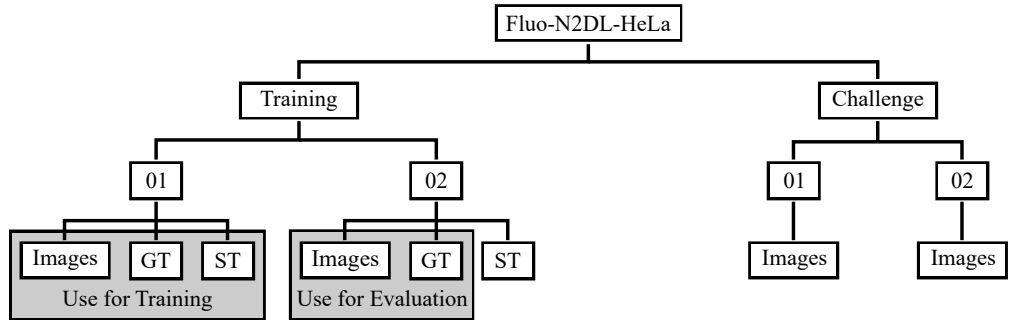 Fluo-N2DL-HeLa
Training Challenge
01 02 01 02
Images GT ST Images GT ST Images Images
Use for Training Use for Evaluation